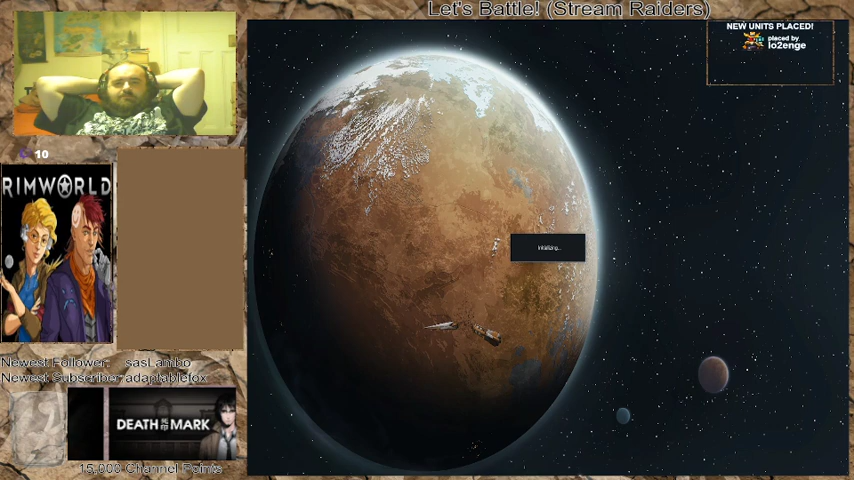 Let's Battle! (Stream Raiders)
NEW UNITS PLACED!
placed by
lo2enge
10
RIMWORLD
Initializing...
Newest Follower: sasLambo
Newest Subscriber: adaptablefox
DEATH MARK
15,000 Channel Points